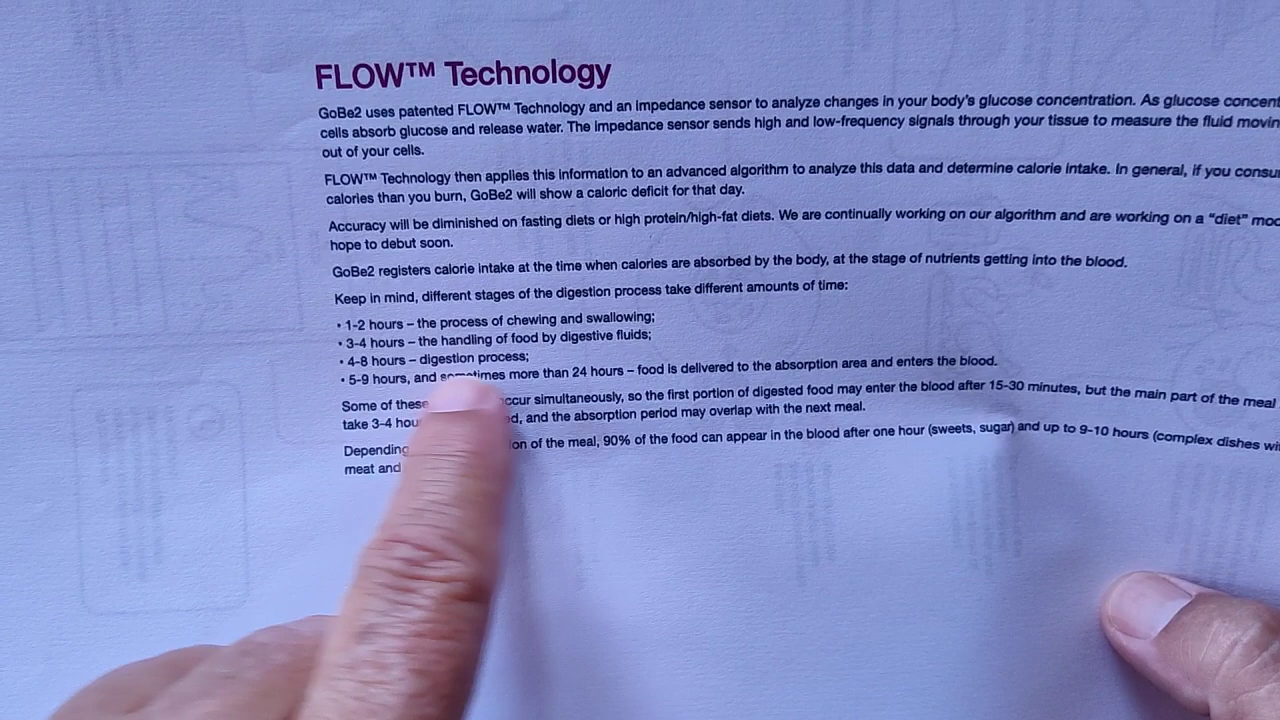 FLOW™ Technology
GoBe2 uses patented FLOW™ Technology and an impedance sensor to analyze changes in your body's glucose concentration. As glucose
cells absorb glucose and release water. The impedance sensor sends high and low-frequency signals through your tissue to measure the fluid
out of your cells.
FLOW™ Technology then applies this information to an advanced algorithm to analyze this data and determine calorie intake. In general, if you
calories than you burn, GoBe2 will show a caloric deficit for that day.
Accuracy will be diminished on fasting diets or high protein/high-fat diets. We are continually working on our algorithm and are working on a "diet"
hope to debut soon.
GoBe2 registers calorie intake at the time when calories are absorbed by the body, at the stage of nutrients getting into the blood.
Keep in mind, different stages of the digestion process take different amounts of time:
• 1-2 hours – the process of chewing and swallowing;
• 3-4 hours – the handling of food by digestive fluids;
• 4-8 hours – digestion process;
• 5-9 hours, and sometimes more than 24 hours – food is delivered to the absorption area and enters the blood.
Some of these occur simultaneously, so the first portion of digested food may enter the blood after 15-30 minutes, but the main part of the meal
take 3-4 and the absorption period may overlap with the next meal.
Depending of the meal, 90% of the food can appear in the blood after one hour (sweets, sugar) and up to 9-10 hours (complex dishes
meat and